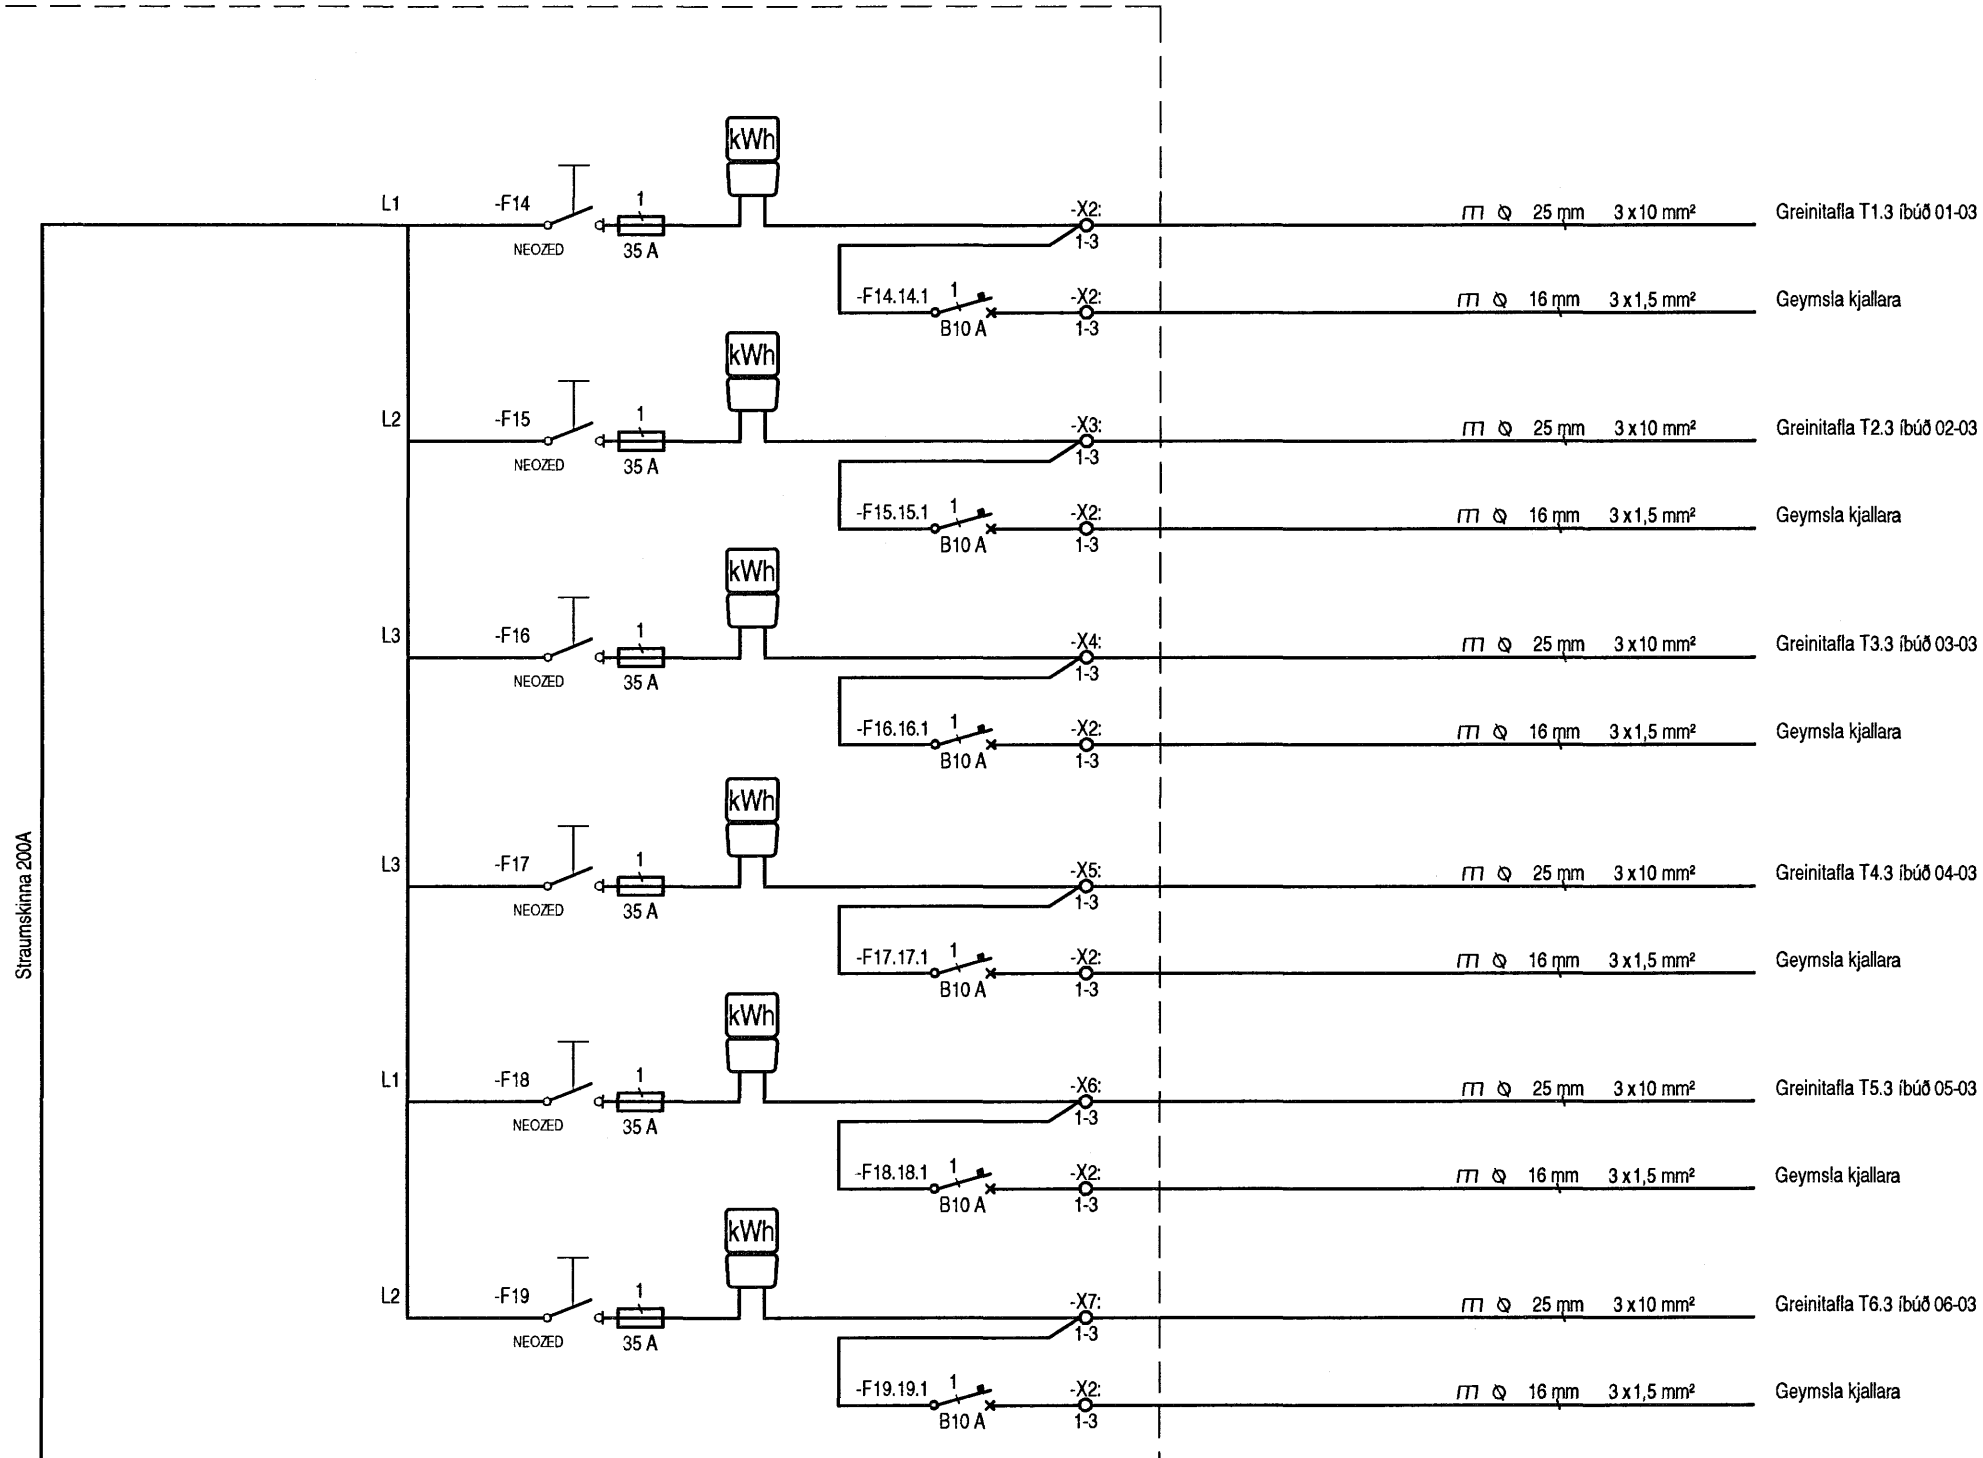 Straumskinna 200A
kWh
L1 -F14 1 -X2: 25 mm 3 x 10 mm² Greinitafla T1.3 íbúð 01-03
NEOZED 35 A 1-3
-F14.14.1 1 -X2: 16 mm 3 x 1,5 mm² Geymsla kjallara
B10 A 1-3
kWh
L2 -F15 1 -X3: 25 mm 3 x 10 mm² Greinitafla T2.3 íbúð 02-03
NEOZED 35 A 1-3
-F15.15.1 1 -X2: 16 mm 3 x 1,5 mm² Geymsla kjallara
B10 A 1-3
kWh
L3 -F16 1 -X4: 25 mm 3 x 10 mm² Greinitafla T3.3 íbúð 03-03
NEOZED 35 A 1-3
-F16.16.1 1 -X2: 16 mm 3 x 1,5 mm² Geymsla kjallara
B10 A 1-3
kWh
L3 -F17 1 -X5: 25 mm 3 x 10 mm² Greinitafla T4.3 íbúð 04-03
NEOZED 35 A 1-3
-F17.17.1 1 -X2: 16 mm 3 x 1,5 mm² Geymsla kjallara
B10 A 1-3
kWh
L1 -F18 1 -X6: 25 mm 3 x 10 mm² Greinitafla T5.3 íbúð 05-03
NEOZED 35 A 1-3
-F18.18.1 1 -X2: 16 mm 3 x 1,5 mm² Geymsla kjallara
B10 A 1-3
kWh
L2 -F19 1 -X7: 25 mm 3 x 10 mm² Greinitafla T6.3 íbúð 06-03
NEOZED 35 A 1-3
-F19.19.1 1 -X2: 16 mm 3 x 1,5 mm² Geymsla kjallara
B10 A 1-3